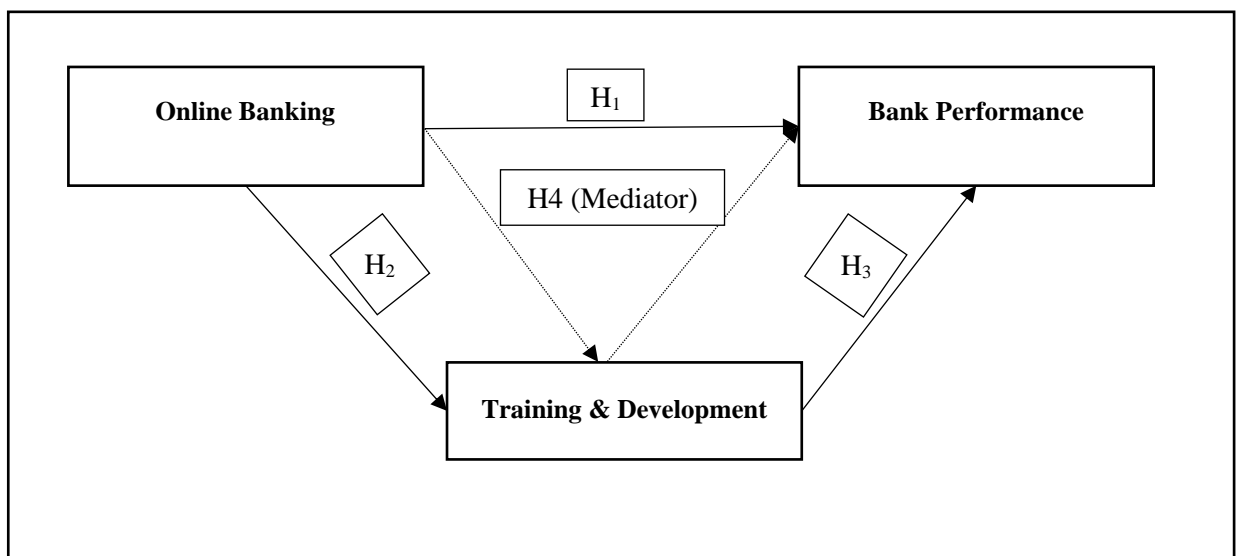 Online Banking
H₁
Bank Performance
H4 (Mediator)
H₂
H₃
Training & Development